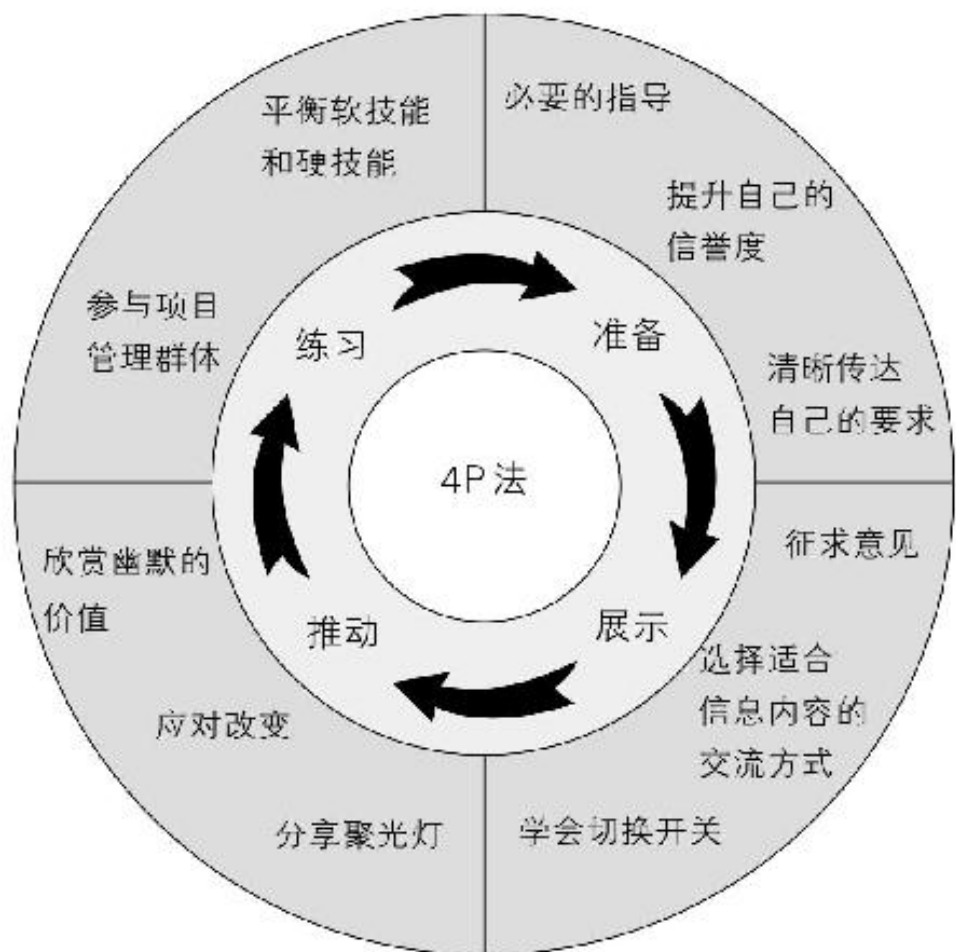 平衡软技能
和硬技能
必要的指导
提升自己的
信誉度
参与项目
管理群体
练习
准备
清晰传达
自己的要求
4P法
欣赏幽默的
价值
征求意见
推动
展示
选择适合
信息内容的
交流方式
应对改变
分享聚光灯
学会切换开关